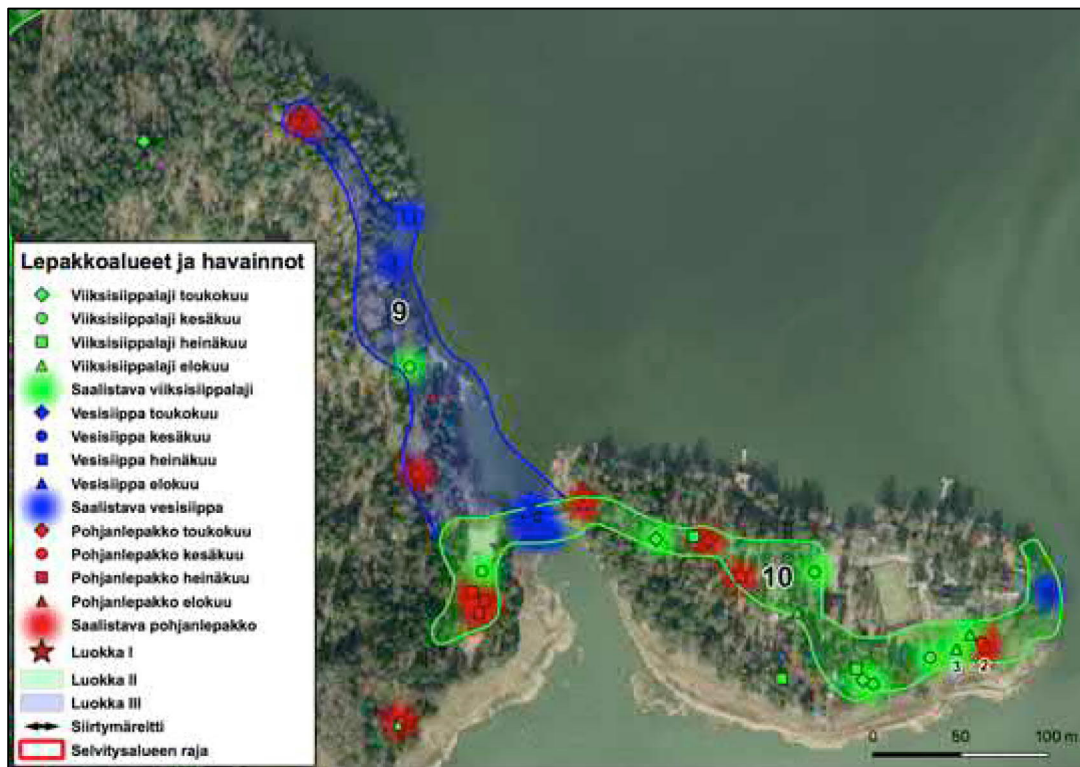 Lepakkoalueet ja havainnot
Viiksisiippalaji toukokuu
Viiksisiippalaji kesäkuu
Viiksisiippalaji heinäkuu
Viiksisiippalaji elokuu
Saalistava viiksisiippalaji
Vesisiippa toukokuu
Vesisiippa kesäkuu
Vesisiippa heinäkuu
Vesisiippa elokuu
Saalistava vesisiippa
Pohjanlepakko toukokuu
Pohjanlepakko kesäkuu
Pohjanlepakko heinäkuu
Pohjanlepakko elokuu
Saalistava pohjanlepakko
Luokka I
Luokka II
Luokka III
Siirtymäreitti
Selvitysalueen raja
9
10
3 2
0 50 100 m